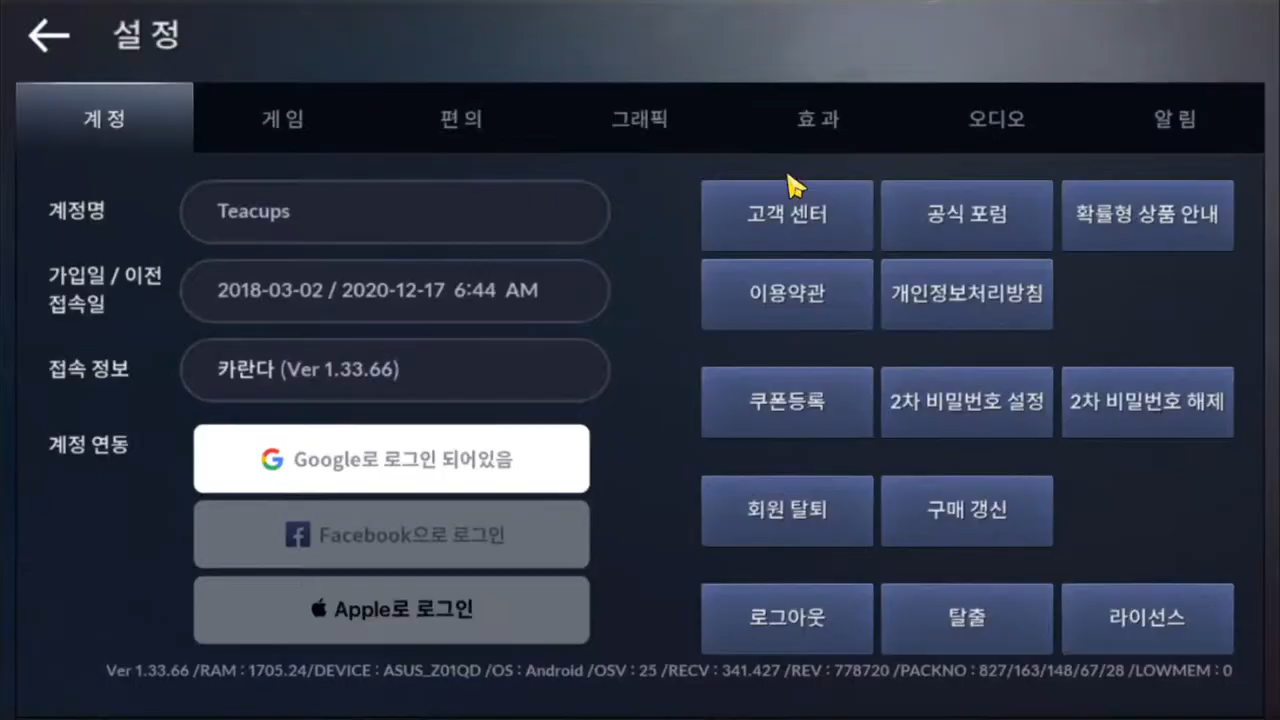 설정
계정 게임 편의 그래픽 효과 오디오 알림
계정명 Teacups
가입일 / 이전
접속일
2018-03-02 / 2020-12-17 6:44 AM
접속 정보 카란다 (Ver 1.33.66)
계정 연동
Google로 로그인 되어있음
Facebook으로 로그인
Apple로 로그인
고객 센터 공식 포럼 확률형 상품 안내
이용약관 개인정보처리방침
쿠폰등록 2차 비밀번호 설정 2차 비밀번호 해제
회원 탈퇴 구매 갱신
로그아웃 탈출 라이선스
Ver 1.33.66 /RAM : 1705.24/DEVICE : ASUS_Z01QD /OS : Android /OSV : 25 /RECV : 341.427 /REV : 778720 /PACKNO : 827/163/148/67/28 /LOWMEM : 0